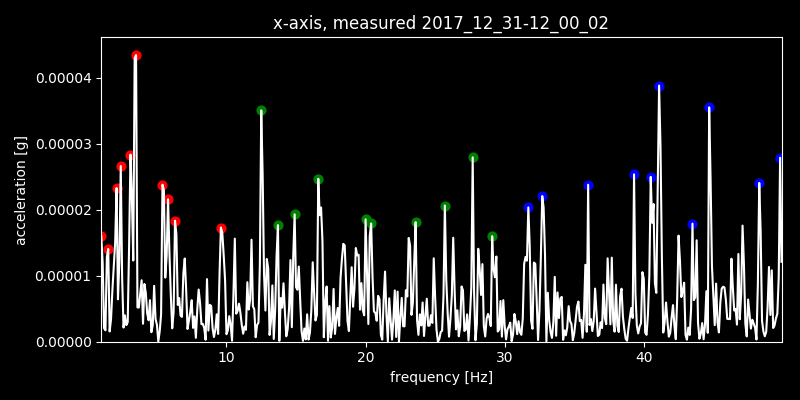 x-axis, measured 2017_12_31-12_00_02
acceleration [g]
0.00004
0.00003
0.00002
0.00001
0.00000
10 20 30 40
frequency [Hz]